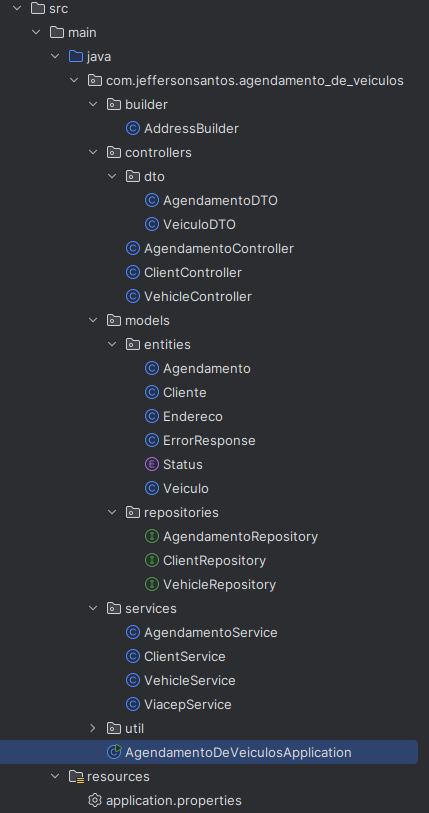 src
main
java
com.jeffersonsantos.agendamento_de_veiculos
builder
AddressBuilder
controllers
dto
AgendamentoDTO
VeiculoDTO
AgendamentoController
ClientController
VehicleController
models
entities
Agendamento
Cliente
Endereco
ErrorResponse
Status
Veiculo
repositories
AgendamentoRepository
ClientRepository
VehicleRepository
services
AgendamentoService
ClientService
VehicleService
ViacepService
util
AgendamentoDeVeiculosApplication
resources
application.properties